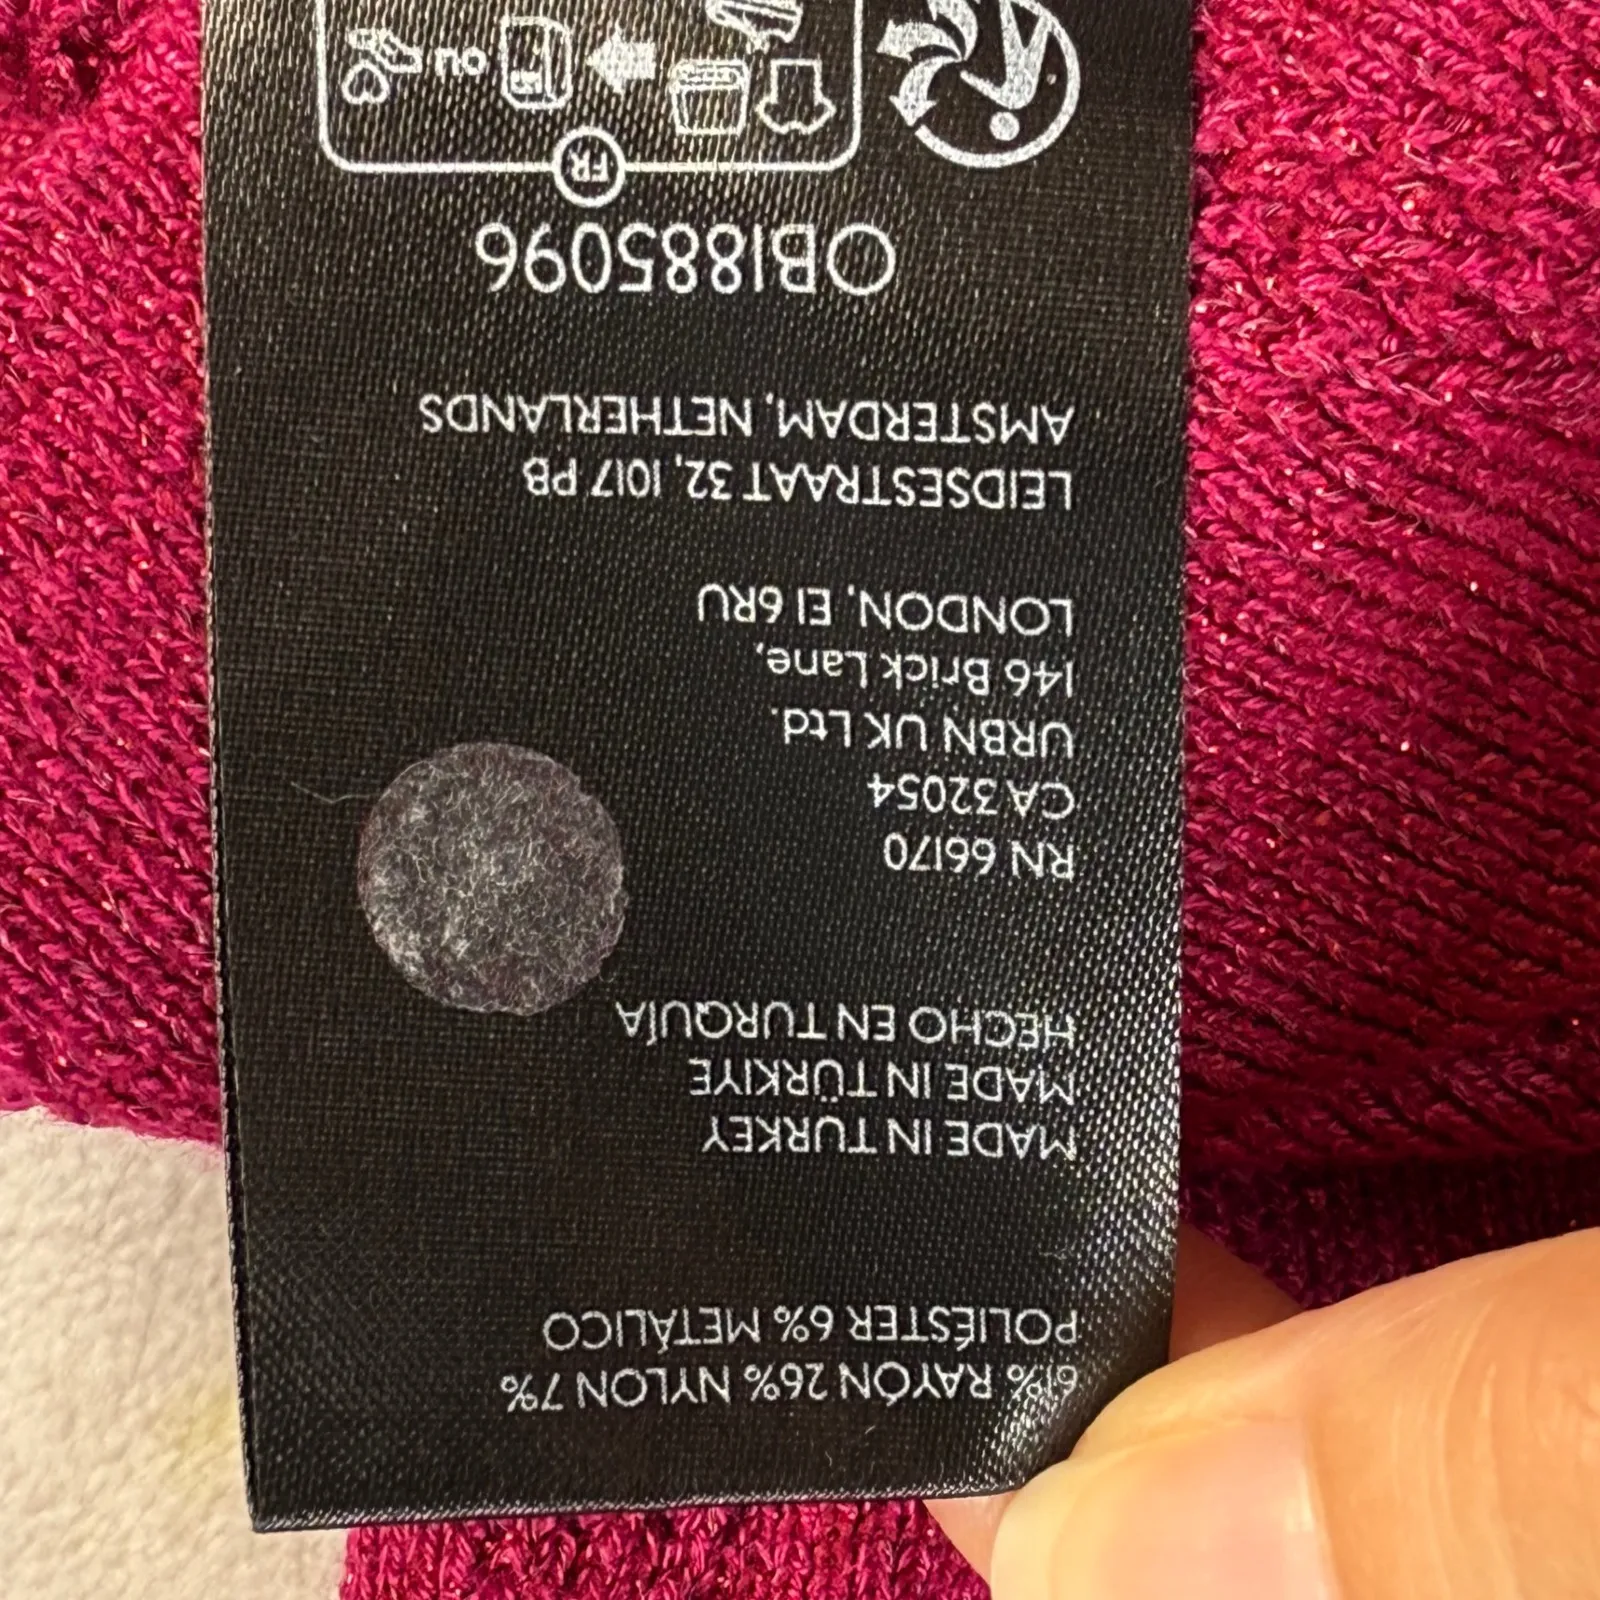 61% RAYÓN 26% NYLON 7%
POLIÉSTER 6% METÁLICO
MADE IN TURKEY
MADE IN TÜRKIYE
HECHO EN TURQUÍA
RN 66170
CA 32054
URBN UK Ltd.
146 Brick Lane,
LONDON, E1 6RU
LEIDSESTRAAT 32, 1017 PB
AMSTERDAM, NETHERLANDS
OB1885096
FR
OU